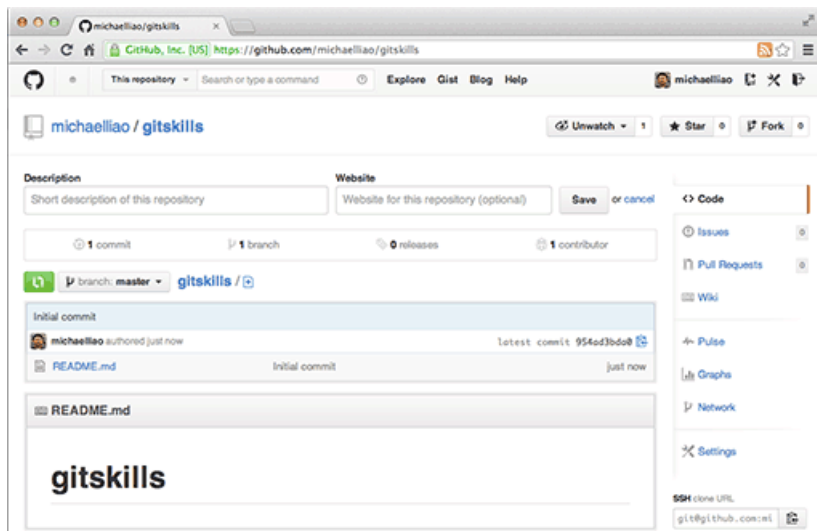 michaelliao/gitskills
GitHub, Inc. [US] https://github.com/michaelliao/gitskills
This repository Search or type a command Explore Gist Blog Help michaelliao
michaelliao / gitskills Unwatch 1 Star 0 Fork 0
Description Website
Short description of this repository Website for this repository (optional) Save or cancel
1 commit 1 branch 0 releases 1 contributor
branch: master gitskills /
Initial commit
michaelliao authored just now latest commit 954ad3bda0
README.md Initial commit just now
README.md
gitskills
Code
Issues 0
Pull Requests 0
Wiki
Pulse
Graphs
Network
Settings
SSH clone URL
git@github.com:mi